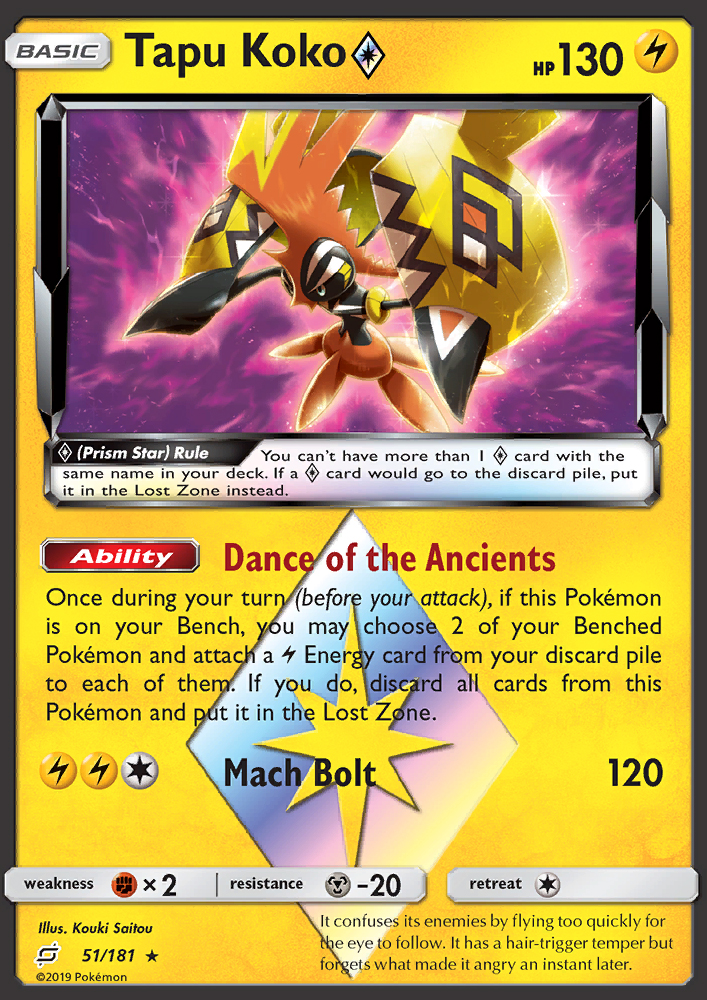 BASIC Tapu Koko HP 130
(Prism Star) Rule You can't have more than 1 card with the
same name in your deck. If a card would go to the discard pile, put
it in the Lost Zone instead.
Ability Dance of the Ancients
Once during your turn (before your attack), if this Pokémon
is on your Bench, you may choose 2 of your Benched
Pokémon and attach a Energy card from your discard pile
to each of them. If you do, discard all cards from this
Pokémon and put it in the Lost Zone.
Mach Bolt 120
weakness ×2 resistance -20 retreat
Illus. Kouki Saitou
51/181 ★
©2019 Pokémon
It confuses its enemies by flying too quickly for
the eye to follow. It has a hair-trigger temper but
forgets what made it angry an instant later.